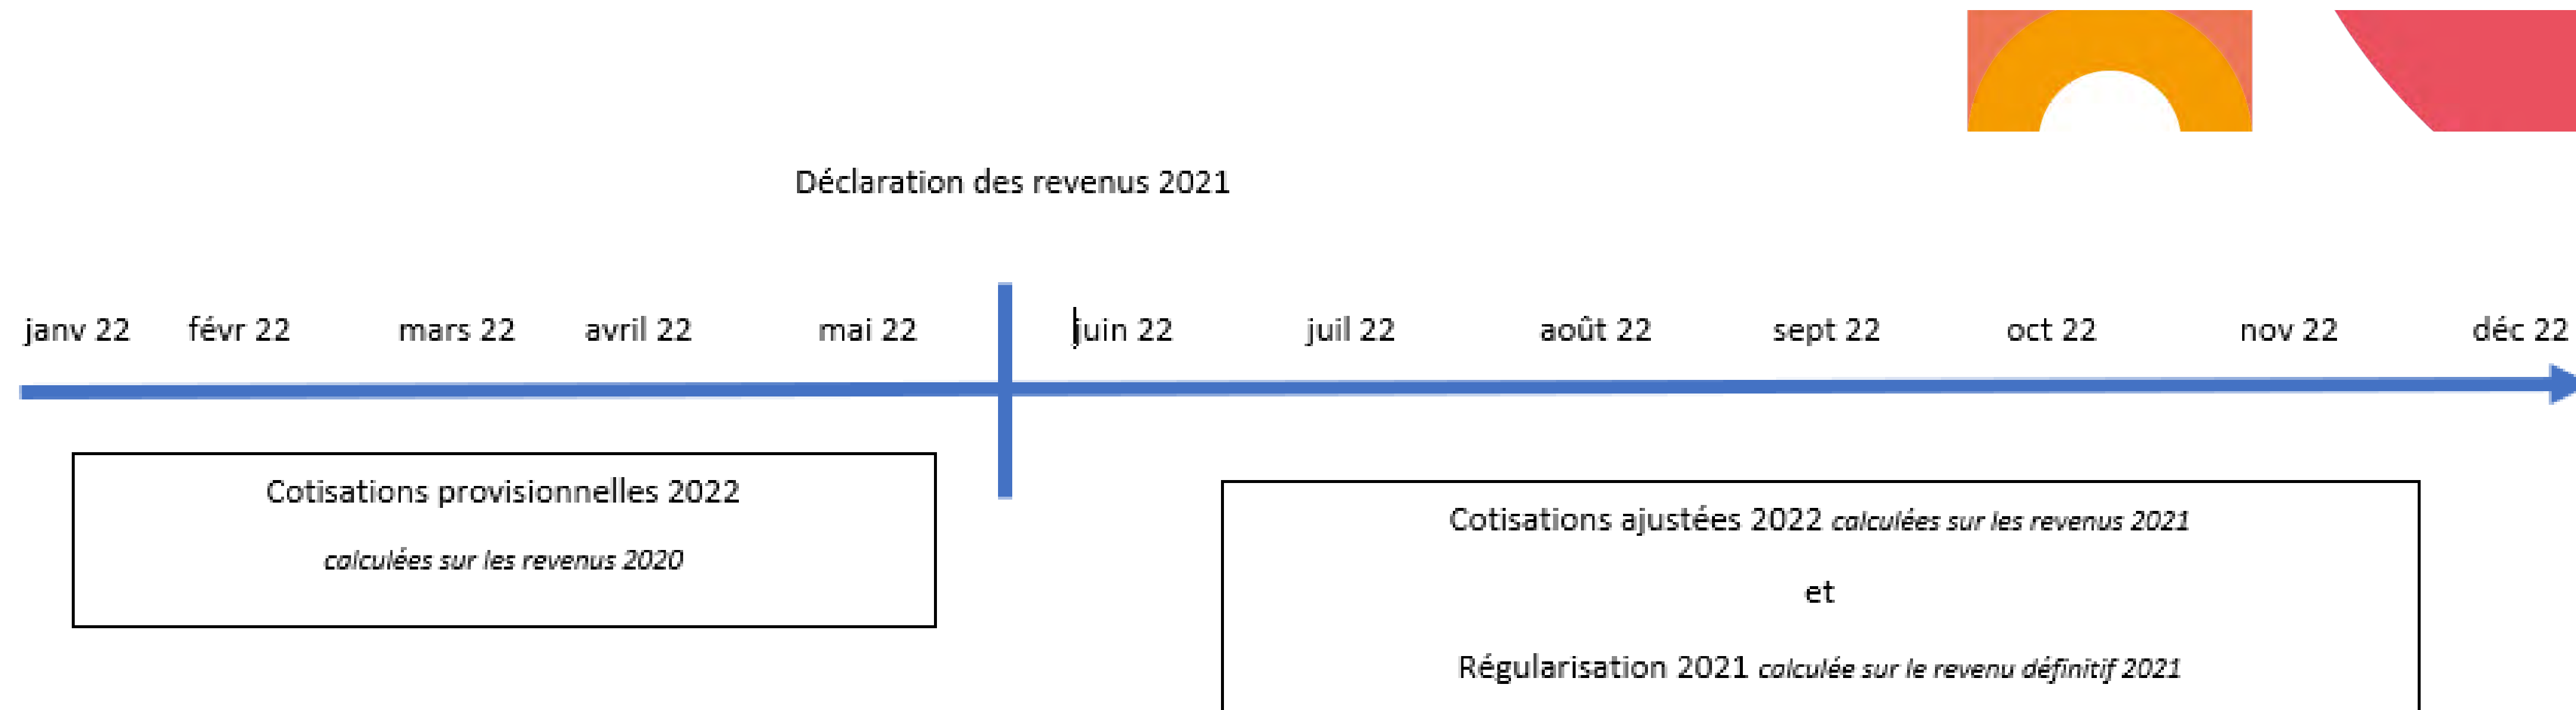 Déclaration des revenus 2021
janv 22 févr 22 mars 22 avril 22 mai 22 juin 22 juil 22 août 22 sept 22 oct 22 nov 22 déc 22
Cotisations provisionnelles 2022
calculées sur les revenus 2020
Cotisations ajustées 2022 calculées sur les revenus 2021
et
Régularisation 2021 calculée sur le revenu définitif 2021